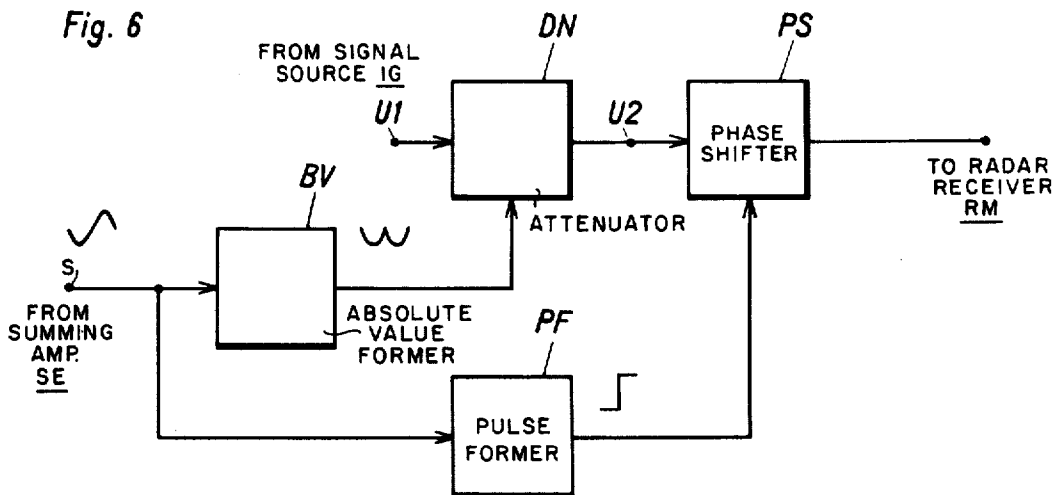 Fig. 6
DN
PS
FROM SIGNAL
SOURCE IG
U1
U2
PHASE
SHIFTER
TO RADAR
RECEIVER
RM
BV
ATTENUATOR
S
FROM
SUMMING
AMP.
SE
ABSOLUTE
VALUE
FORMER
PF
PULSE
FORMER